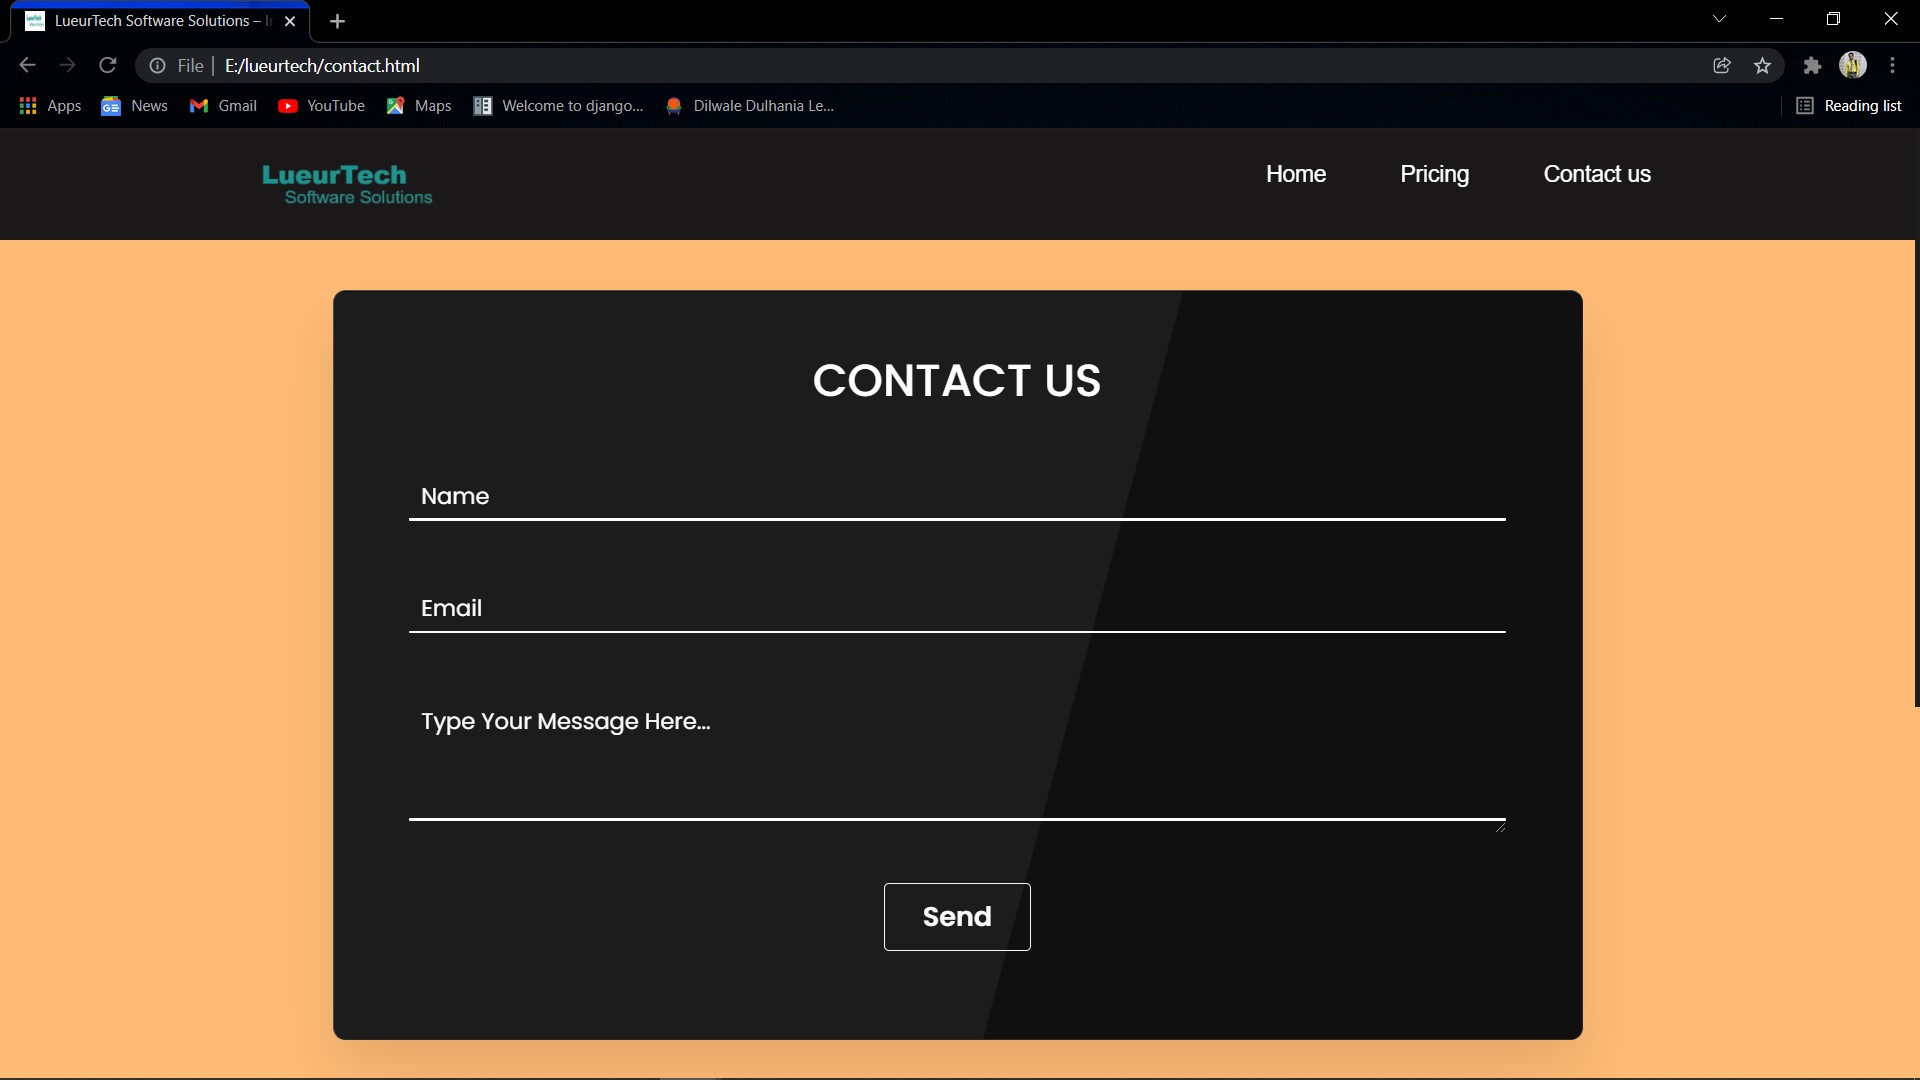 LueurTech Software Solutions –
File E:/lueurtech/contact.html
Apps News Gmail YouTube Maps Welcome to django... Dilwale Dulhania Le... Reading list
LueurTech
Software Solutions
Home Pricing Contact us
CONTACT US
Name
Email
Type Your Message Here...
Send